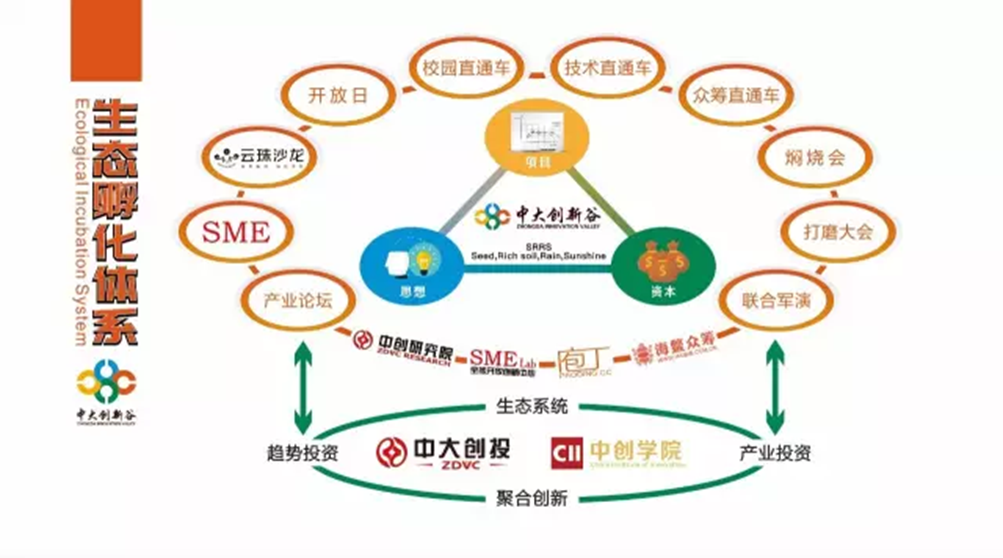 生态孵化体系
Ecological Incubation System
中大创新谷
ZHONGDA INNOVATION VALLEY
校园直通车
技术直通车
开放日
众筹直通车
云珠沙龙
焖烧会
SME
打磨大会
产业论坛
联合军演
项目
中大创新谷
ZHONGDA INNOVATION VALLEY
SRRS
Seed,Rich soil,Rain,Sunshine
思想
资本
中创研究院
ZDVC RESEARCH
SME Lab
庖丁
PAODING.CC
海鳖众筹
生态系统
趋势投资
中大创投
ZDVC
CII
中创学院
产业投资
聚合创新